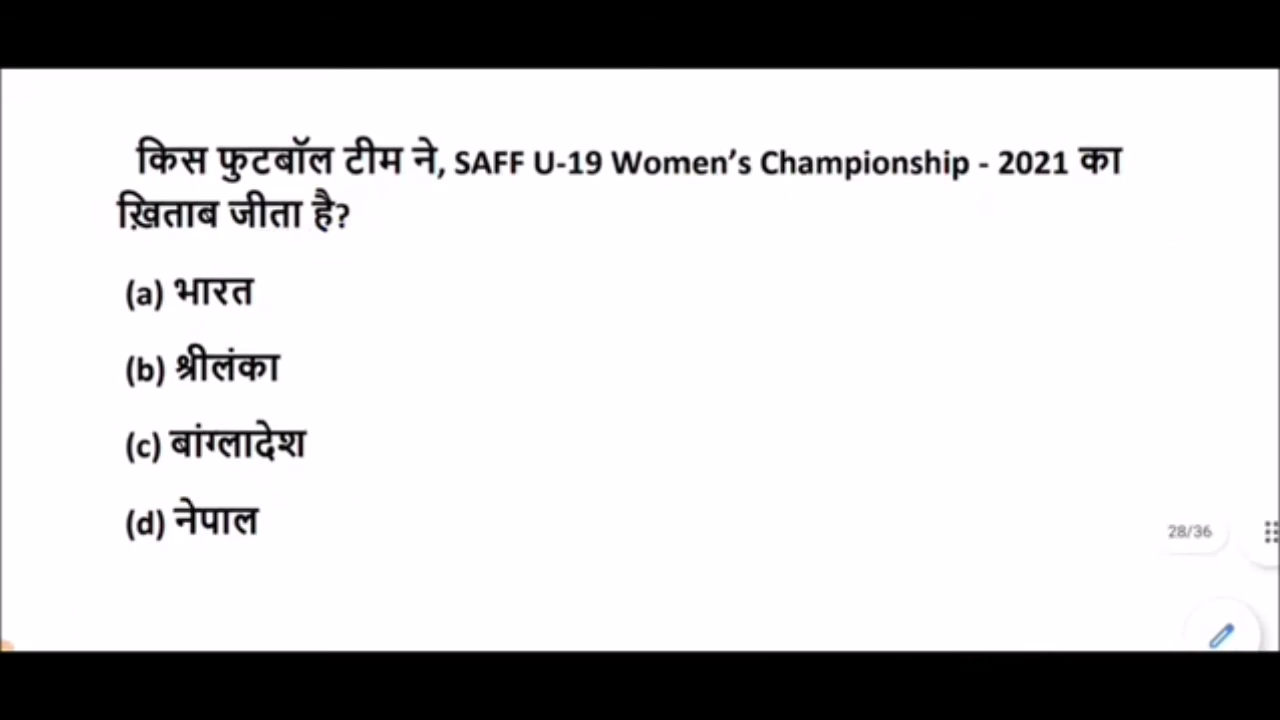 किस फुटबॉल टीम ने, SAFF U-19 Women’s Championship - 2021 का
ख़िताब जीता है?
(a) भारत
(b) श्रीलंका
(c) बांग्लादेश
(d) नेपाल
28/36